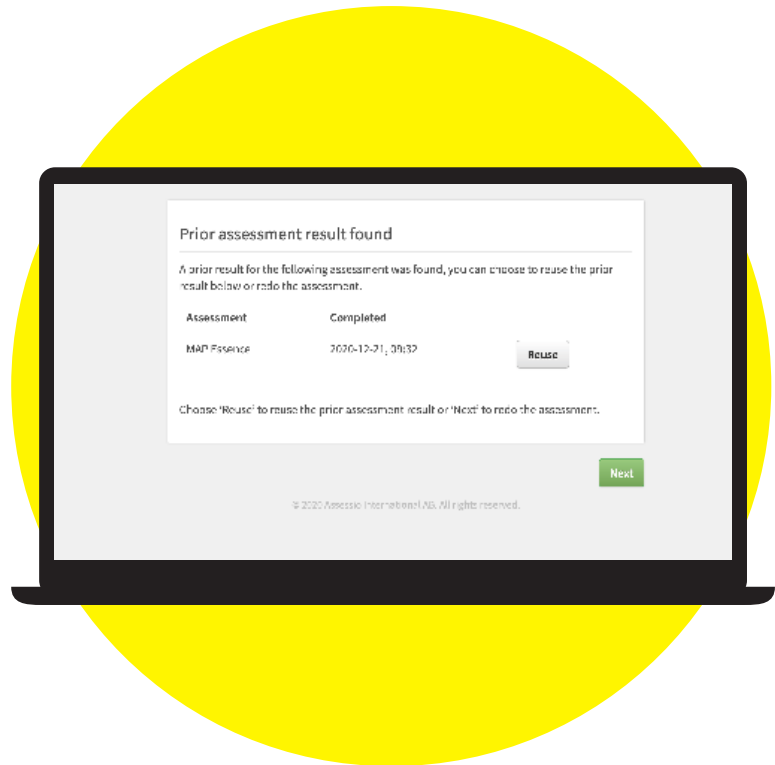 Prior assessment result found
A prior result for the following assessment was found, you can choose to reuse the prior
result below or redo the assessment.
Assessment Completed
MAP Essence 2020-12-21, 09:32 Reuse
Choose 'Reuse' to reuse the prior assessment result or 'Next' to redo the assessment.
Next
© 2020 Assessio International AB. All rights reserved.